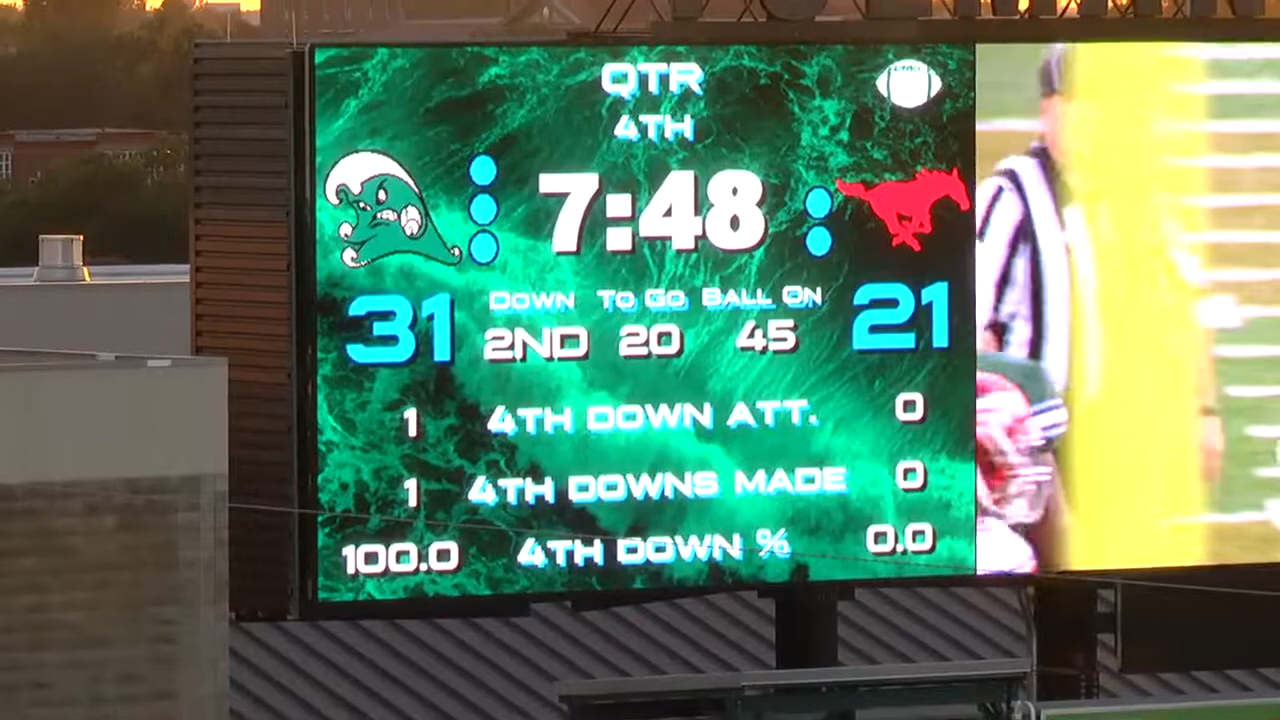 QTR
4TH
7:48
31 DOWN TO GO BALL ON 21
2ND 20 45
1 4TH DOWN ATT. 0
1 4TH DOWNS MADE 0
100.0 4TH DOWN % 0.0